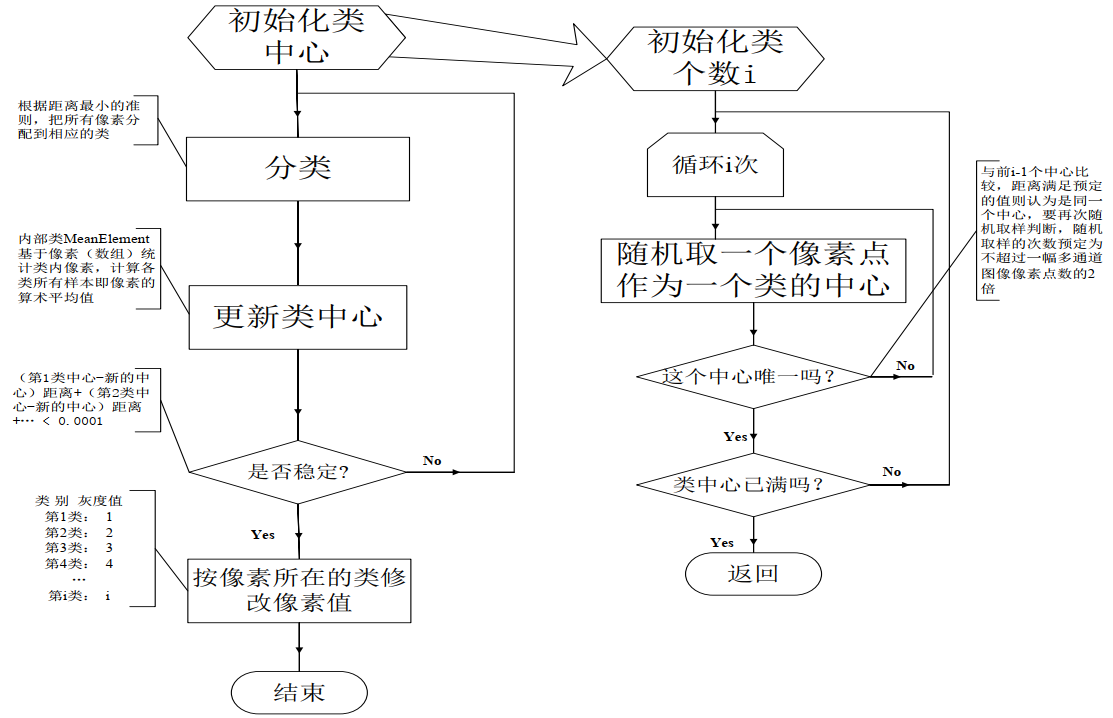 初始化类
中心
根据距离最小的准
则，把所有像素分
配到相应的类
分类
内部类MeanElement
基于像素（数组）统
计类内像素，计算各
类所有样本即像素的
算术平均值
更新类中心
（第1类中心-新的中
心）距离+（第2类中
心-新的中心）距离
+… < 0.0001
是否稳定?
No
Yes
类 别 灰度值
第1类： 1
第2类： 2
第3类： 3
第4类： 4
…
第i类： i
按像素所在的类修
改像素值
结束
初始化类
个数i
循环i次
随机取一个像素点
作为一个类的中心
与前i-1个中心比
较，距离满足预定
的值则认为是同一
个中心，要再次随
机取样判断，随机
取样的次数预定为
不超过一幅多通道
图像像素点数的2
倍
这个中心唯一吗？
No
Yes
类中心已满吗？
No
Yes
返回